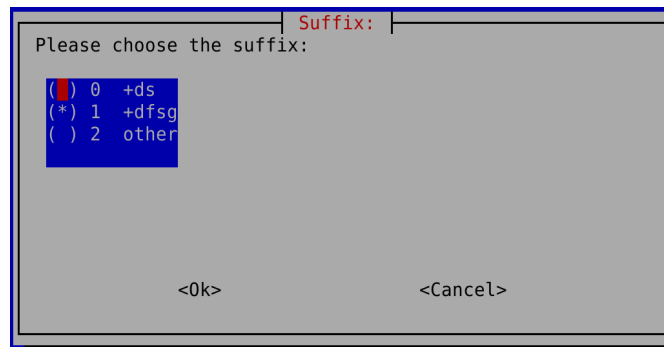 Suffix:
Please choose the suffix:
( ) 0 +ds
(*) 1 +dfsg
( ) 2 other
<Ok> <Cancel>